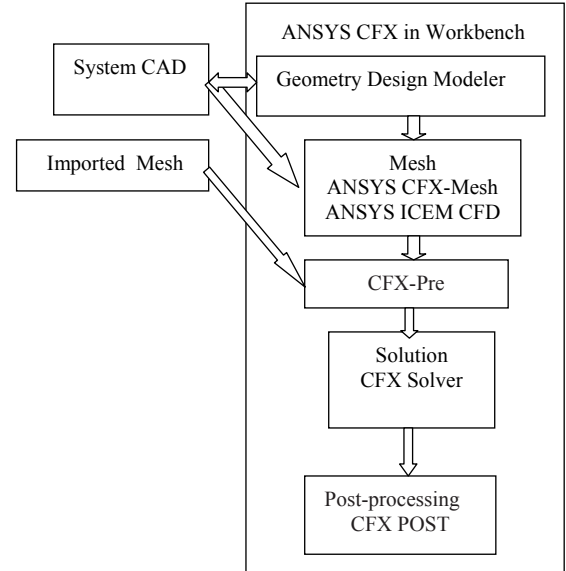 ANSYS CFX in Workbench
System CAD
Geometry Design Modeler
Imported Mesh
Mesh
ANSYS CFX-Mesh
ANSYS ICEM CFD
CFX-Pre
Solution
CFX Solver
Post-processing
CFX POST